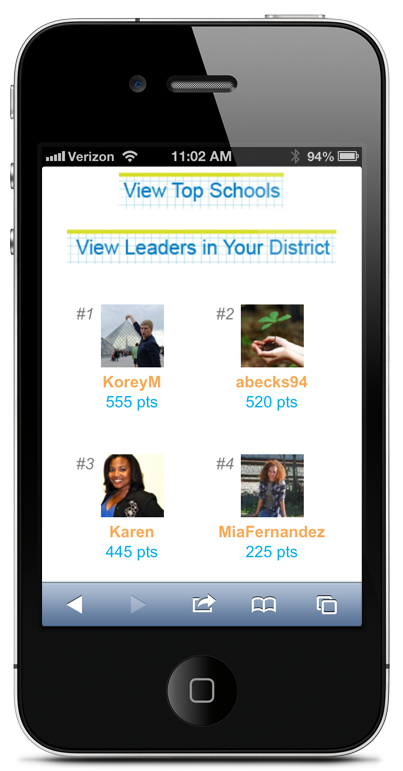 Verizon 11:02 AM 94%
View Top Schools
View Leaders in Your District
#1 #2
KoreyM abecks94
555 pts 520 pts
#3 #4
Karen MiaFernandez
445 pts 225 pts